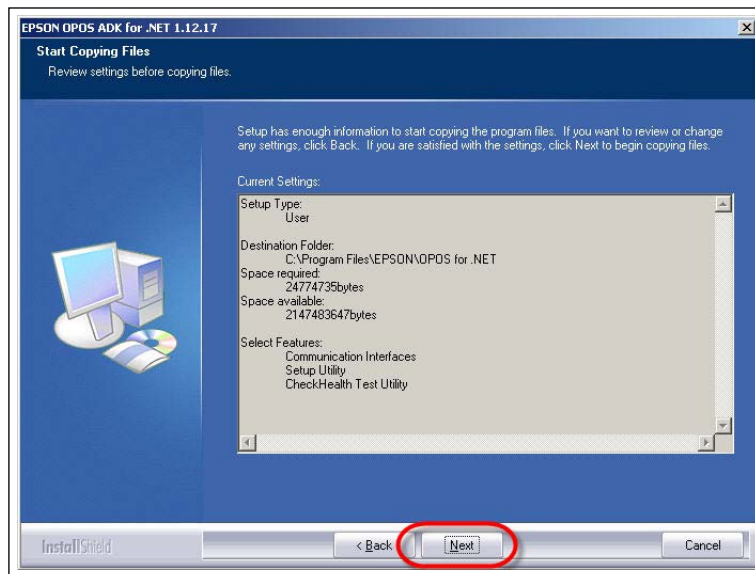 EPSON OPOS ADK for .NET 1.12.17
Start Copying Files
Review settings before copying files.
Setup has enough information to start copying the program files. If you want to review or change
any settings, click Back. If you are satisfied with the settings, click Next to begin copying files.
Current Settings:
Setup Type:
User
Destination Folder:
C:\Program Files\EPSON\OPOS for .NET
Space required:
24774735bytes
Space available:
2147483647bytes
Select Features:
Communication Interfaces
Setup Utility
CheckHealth Test Utility
InstallShield
< Back
Next
Cancel